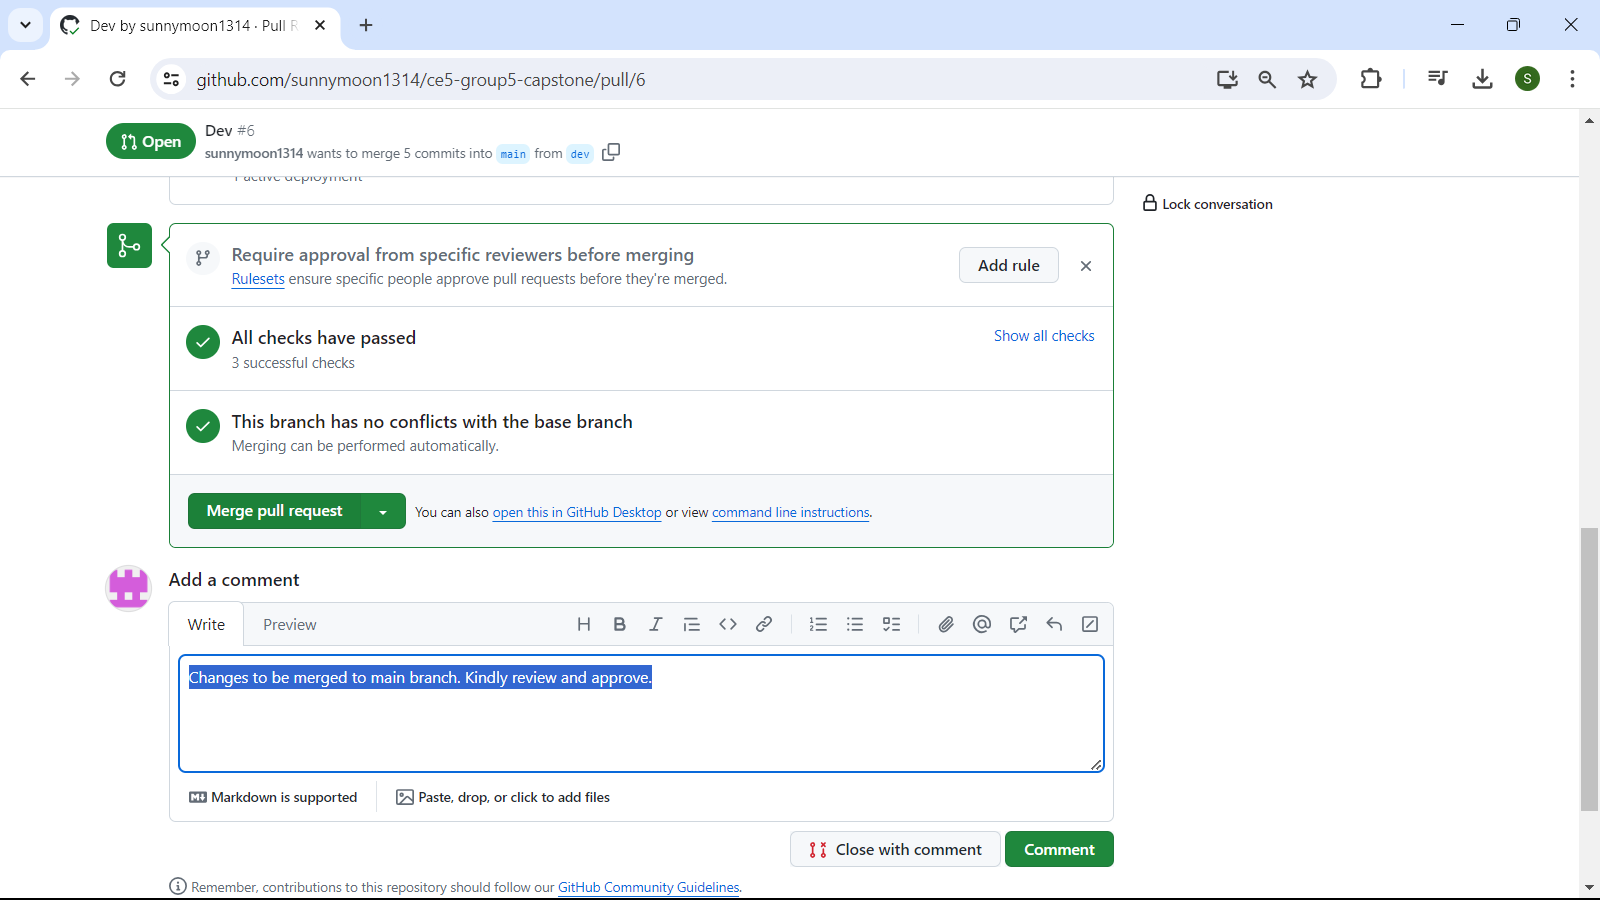 Dev by sunnymoon1314 · Pull R
github.com/sunnymoon1314/ce5-group5-capstone/pull/6
S
Open
Dev #6
sunnymoon1314 wants to merge 5 commits into main from dev
1 active deployment
Lock conversation
Require approval from specific reviewers before merging
Rulesets ensure specific people approve pull requests before they're merged.
Add rule
All checks have passed
3 successful checks
Show all checks
This branch has no conflicts with the base branch
Merging can be performed automatically.
Merge pull request
You can also open this in GitHub Desktop or view command line instructions.
Add a comment
Write
Preview
Changes to be merged to main branch. Kindly review and approve.
Markdown is supported
Paste, drop, or click to add files
Close with comment
Comment
Remember, contributions to this repository should follow our GitHub Community Guidelines.